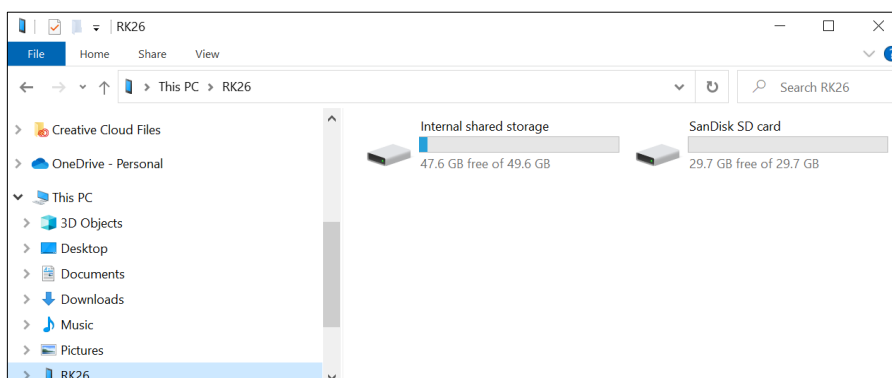 RK26
File Home Share View
This PC > RK26
Search RK26
Creative Cloud Files
OneDrive - Personal
This PC
3D Objects
Desktop
Documents
Downloads
Music
Pictures
RK26
Internal shared storage
47.6 GB free of 49.6 GB
SanDisk SD card
29.7 GB free of 29.7 GB